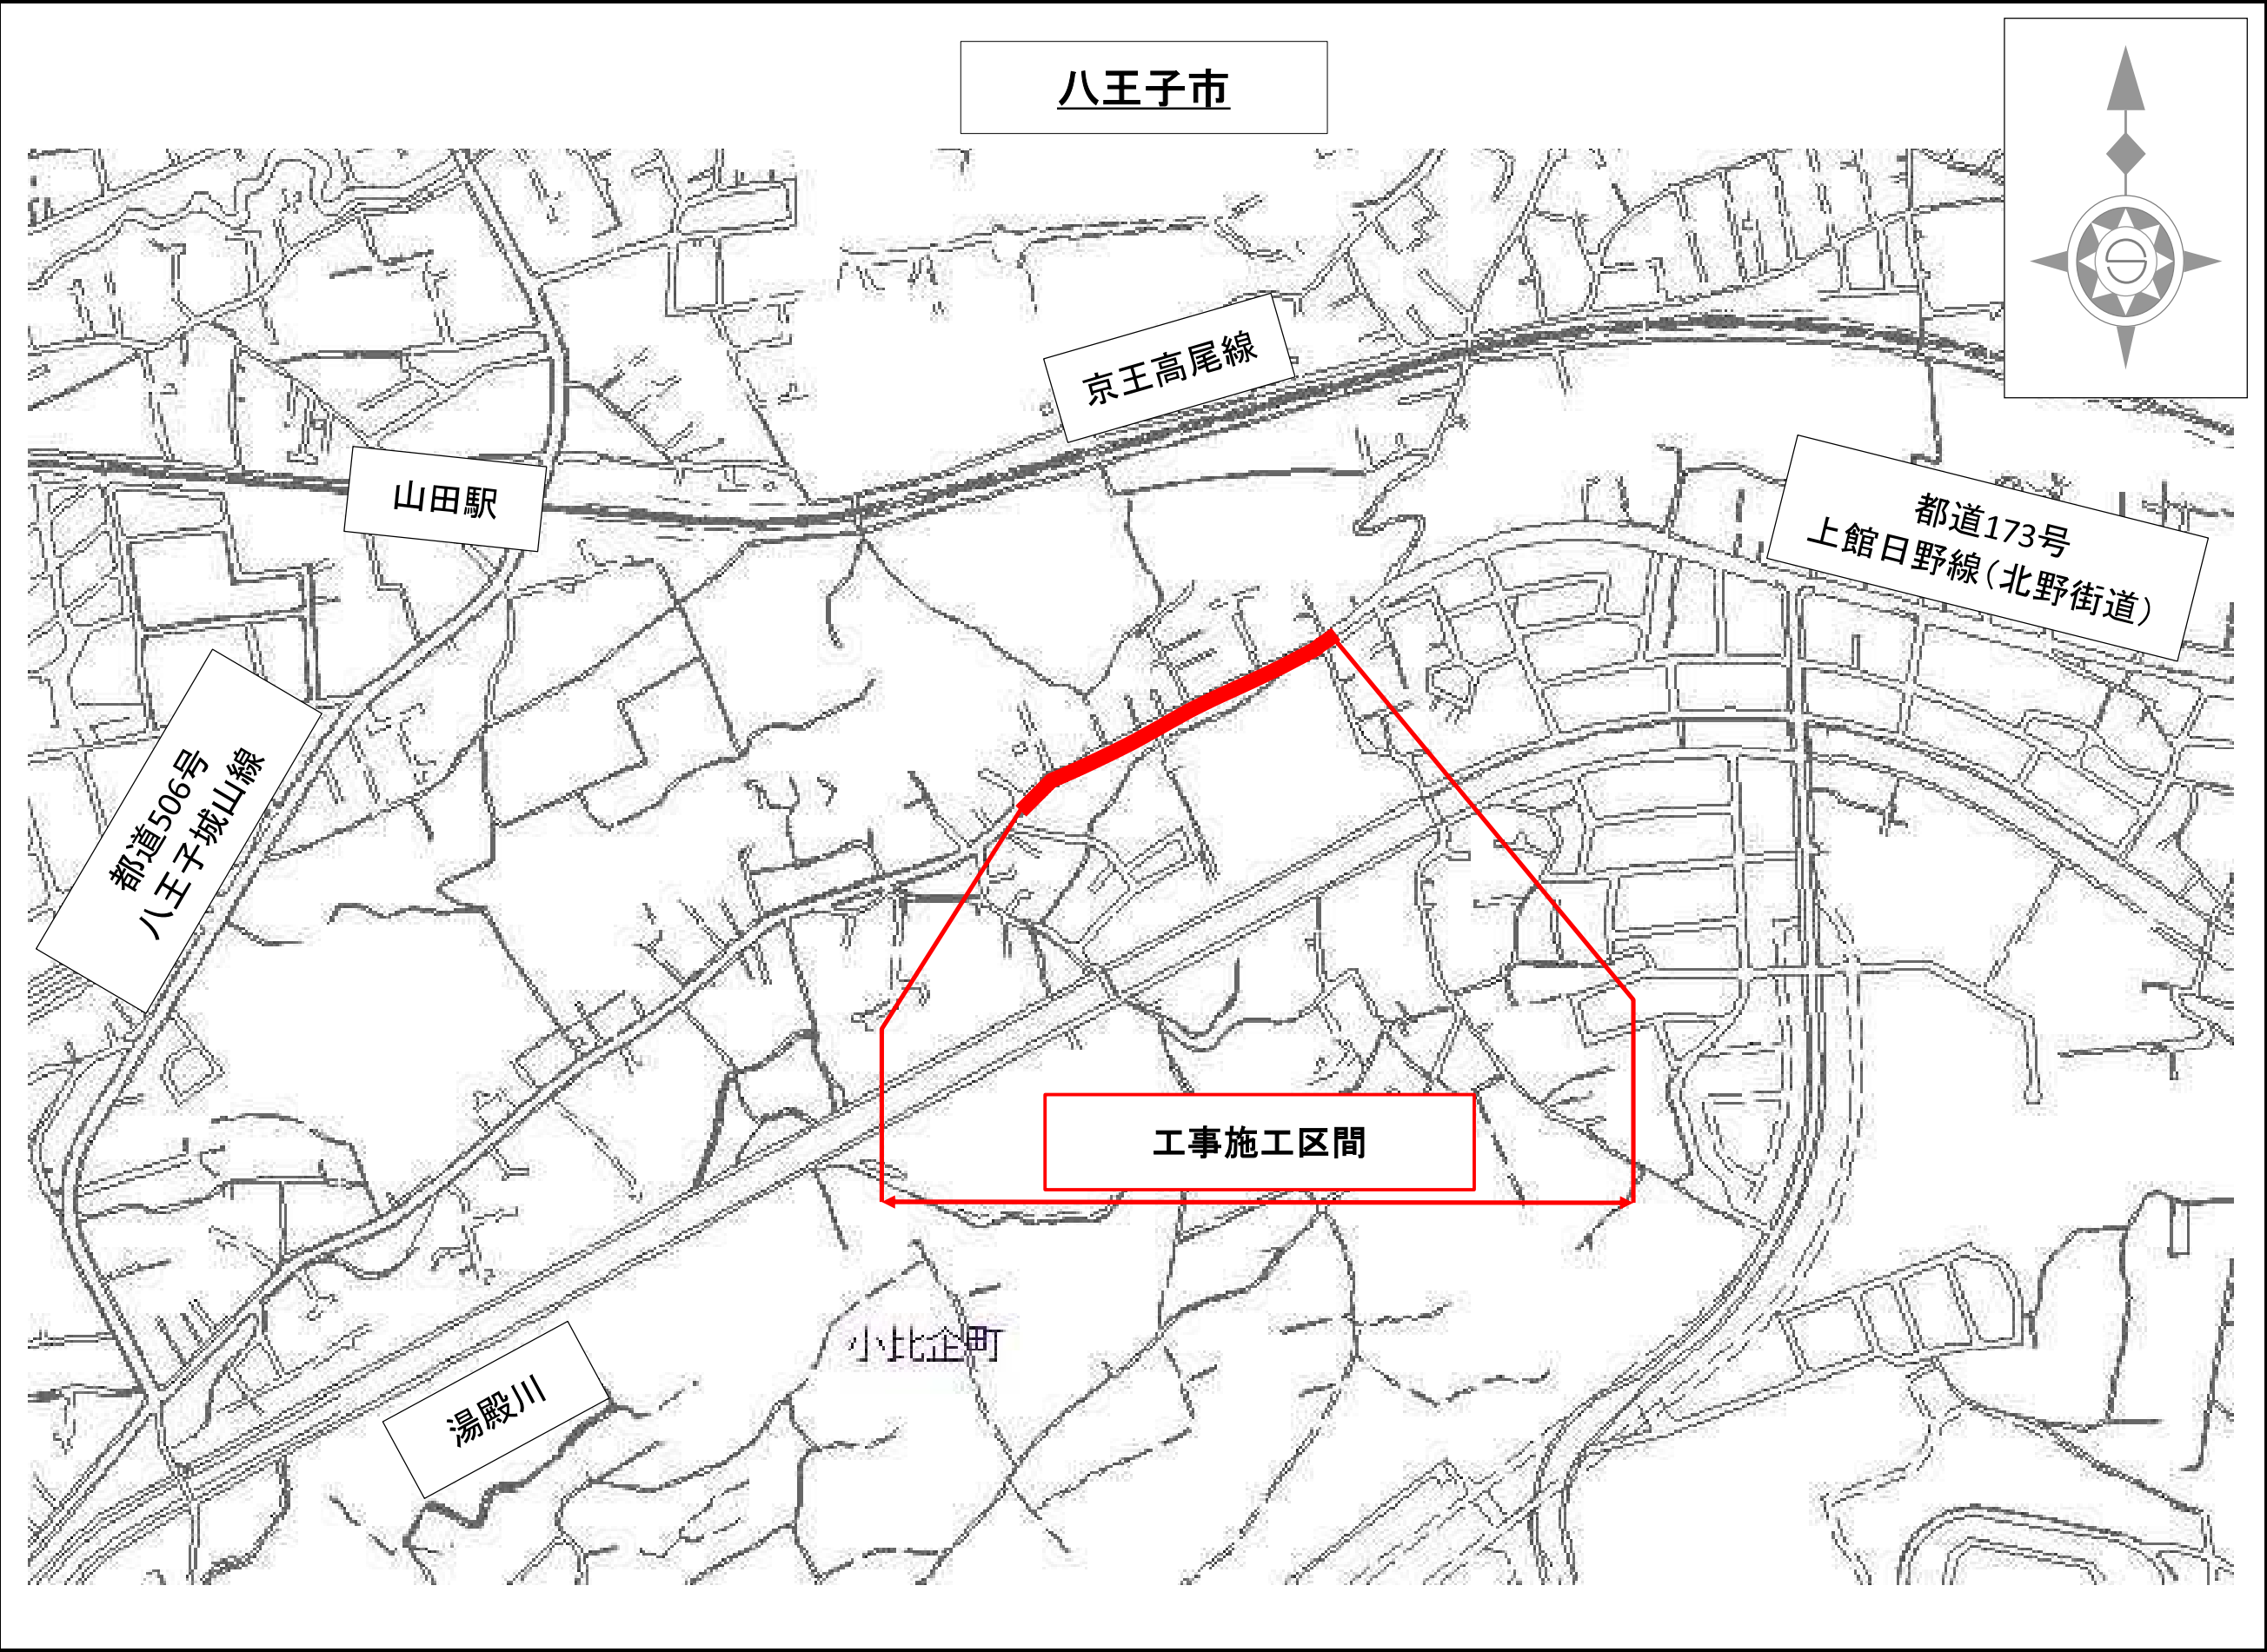 八王子市
京王高尾線
山田駅
都道173号
上館日野線（北野街道）
都道506号
八王子城山線
工事施工区間
小比企町
湯殿川